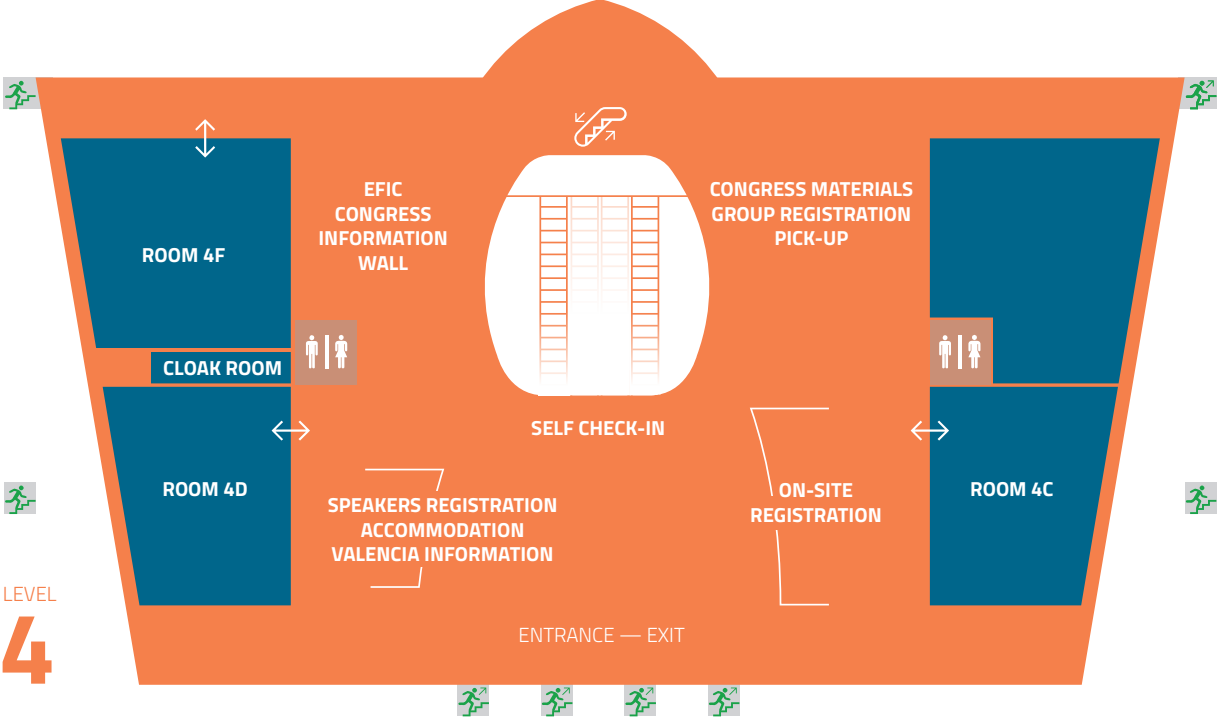 EFIC
CONGRESS
INFORMATION
WALL
CONGRESS MATERIALS
GROUP REGISTRATION
PICK-UP
ROOM 4F
CLOAK ROOM
SELF CHECK-IN
ROOM 4D
SPEAKERS REGISTRATION
ACCOMMODATION
VALENCIA INFORMATION
ON-SITE
REGISTRATION
ROOM 4C
LEVEL
4
ENTRANCE — EXIT